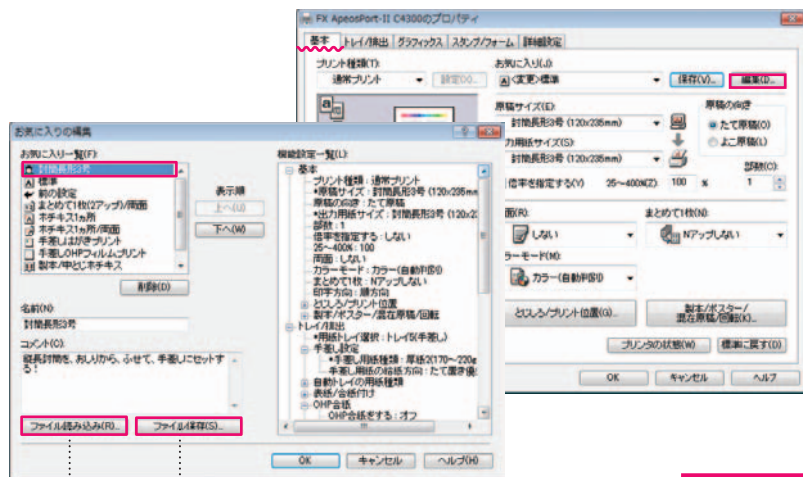 FX ApeosPort-II C4300のプロパティ
基本
トレイ/排出
グラフィックス
スタンプ/フォーム
詳細設定
プリント種類(T):
通常プリント
お気に入り(J):
<変更>標準
保存(V)...
編集(D)...
原稿サイズ(E):
封筒長形3号 (120x235mm)
力用紙サイズ(S):
封筒長形3号 (120x235mm)
原稿の向き
たて原稿(O)
よこ原稿(L)
部数(C):
1
倍率を指定する(Y)
25～400%(Z):
100
%
面(R):
しない
まとめて1枚(N):
Nアップしない
ラーモード(M):
カラー(自動判別)
とじしろ/プリント位置(G)...
製本/ポスター/
混在原稿/回転(K)...
プリンタの状態(W)
標準に戻す(D)
OK
キャンセル
ヘルプ
お気に入りの編集
お気に入り一覧(F):
封筒長形3号
標準
前の設定
まとめて1枚(2アップ)/両面
ホチキス1ヵ所
ホチキス1ヵ所/両面
手差しはがきプリント
手差しOHPフィルムプリント
製本/中とじホチキス
表示順
上へ(U)
下へ(W)
削除(D)
名前(N):
封筒長形3号
コメント(C):
縦長封筒を、おしりから、ふせて、手差しにセットす
る!
ファイル読み込み(R)...
ファイル保存(S)...
機能設定一覧(L):
基本
プリント種類 : 通常プリント
*原稿サイズ : 封筒長形3号 (120x235mm
原稿の向き : たて原稿
*出力用紙サイズ : 封筒長形3号 (120x2
部数 : 1
倍率を指定する : しない
25～400% : 100
両面 : しない
カラーモード : カラー(自動判別)
まとめて1枚 : Nアップしない
印字方向 : 順方向
とじしろ/プリント位置
製本/ポスター/混在原稿/回転
トレイ/排出
*用紙トレイ選択 : トレイ5(手差し)
手差し設定
*手差し用紙種類 : 厚紙2(170～220g
手差し用紙の給紙方向 : たて置き優
自動トレイの用紙種類
表紙/合紙付け
OHP合紙
OHP合紙をする : オフ
OK
キャンセル
ヘルプ(H)